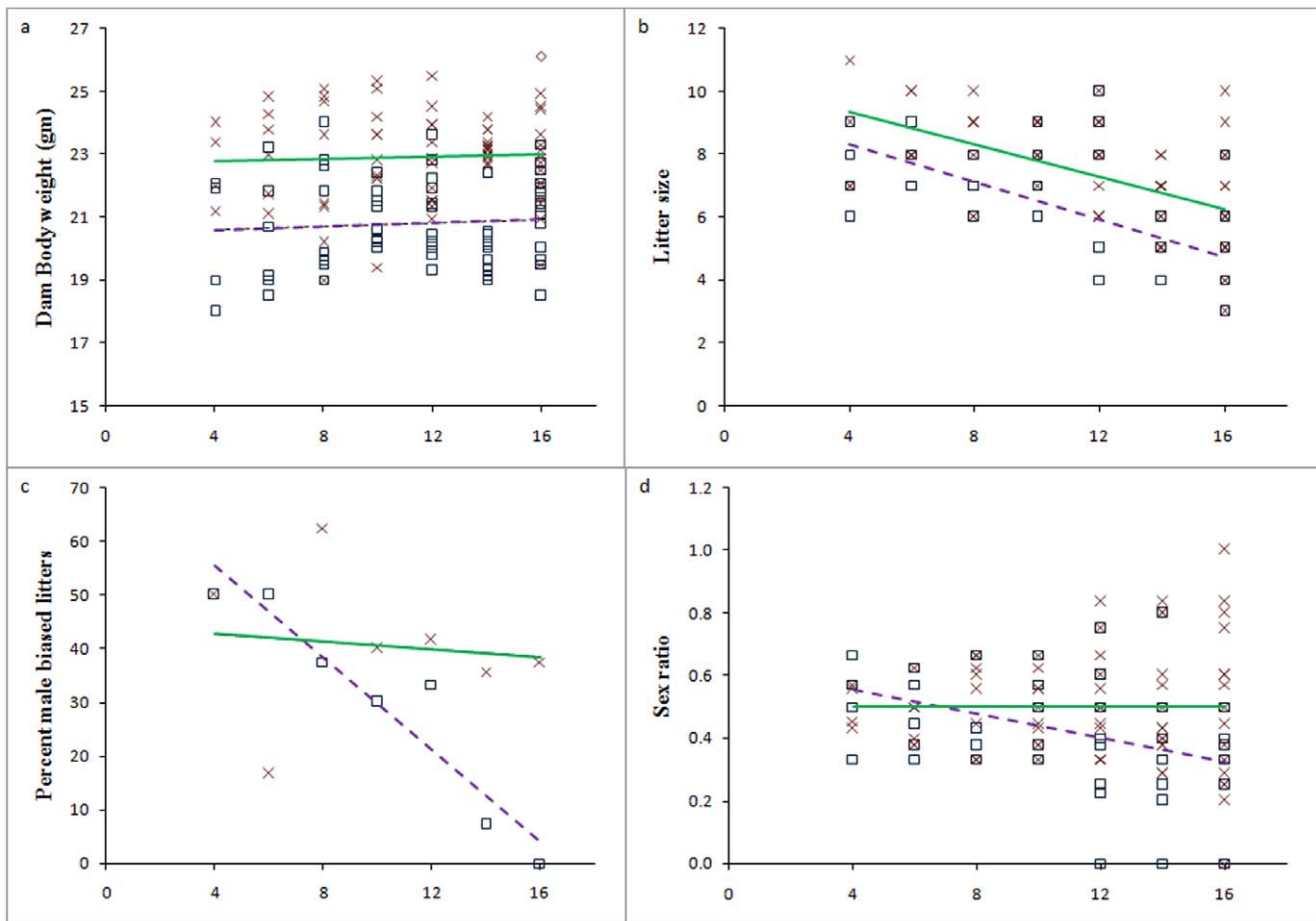 a
27
25
23
21
19
17
15
0 4 8 12 16
Dam Body weight (gm)
b
12
10
8
6
4
2
0
0 4 8 12 16
Litter size
c
70
60
50
40
30
20
10
0
0 4 8 12 16
Percent male biased litters
d
1.2
1.0
0.8
0.6
0.4
0.2
0.0
0 4 8 12 16
Sex ratio